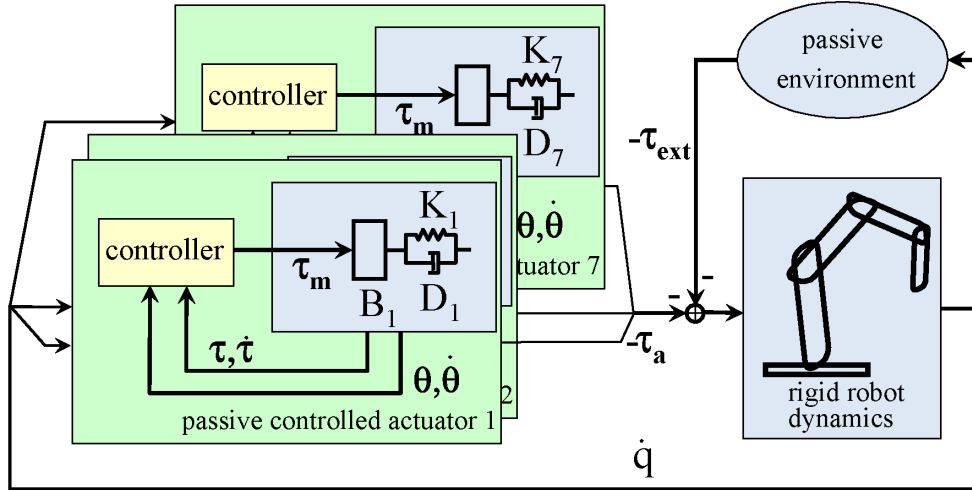 controller
τm
K7
D7
passive
environment
-τext
θ,θ̇
tuator 7
controller
τm
K1
B1
D1
τ,τ̇
θ,θ̇
2
passive controlled actuator 1
-
-
-τa
rigid robot
dynamics
q̇